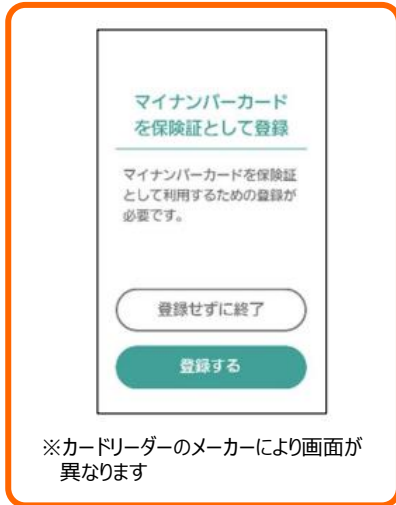 マイナンバーカード
を保険証として登録
マイナンバーカードを保険証
として利用するための登録が
必要です。
登録せずに終了
登録する
※カードリーダーのメーカーにより画面が
異なります